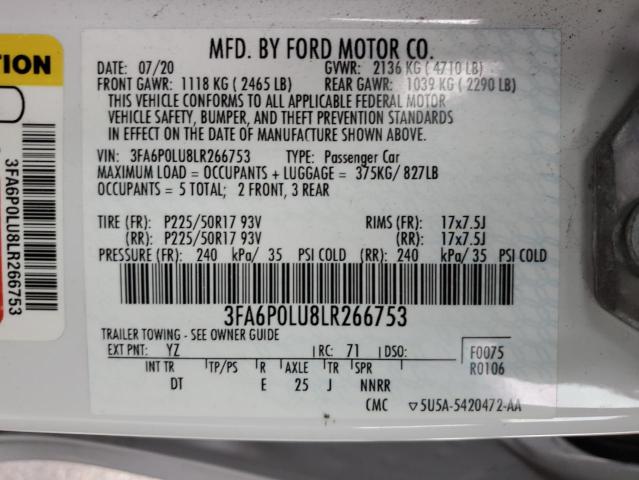 MFD. BY FORD MOTOR CO.
DATE: 07/20 GVWR: 2136 KG ( 4710 LB)
FRONT GAWR: 1118 KG ( 2465 LB) REAR GAWR: 1039 KG ( 2290 LB)
THIS VEHICLE CONFORMS TO ALL APPLICABLE FEDERAL MOTOR
VEHICLE SAFETY, BUMPER, AND THEFT PREVENTION STANDARDS
IN EFFECT ON THE DATE OF MANUFACTURE SHOWN ABOVE.
VIN: 3FA6P0LU8LR266753 TYPE: Passenger Car
MAXIMUM LOAD = OCCUPANTS + LUGGAGE = 375KG/ 827LB
OCCUPANTS = 5 TOTAL; 2 FRONT, 3 REAR
TIRE (FR): P225/50R17 93V RIMS (FR): 17x7.5J
(RR): P225/50R17 93V (RR): 17x7.5J
PRESSURE (FR): 240 kPa/ 35 PSI COLD (RR): 240 kPa/ 35 PSI COLD
3FA6P0LU8LR266753
TRAILER TOWING - SEE OWNER GUIDE
EXT PNT: YZ RC: 71 DSO: F0075
R0106
INT TR TP/PS R AXLE TR SPR
DT E 25 J NNRR
CMC ▽5U5A-5420472-AA
TION
3FA6P0LU8LR266753